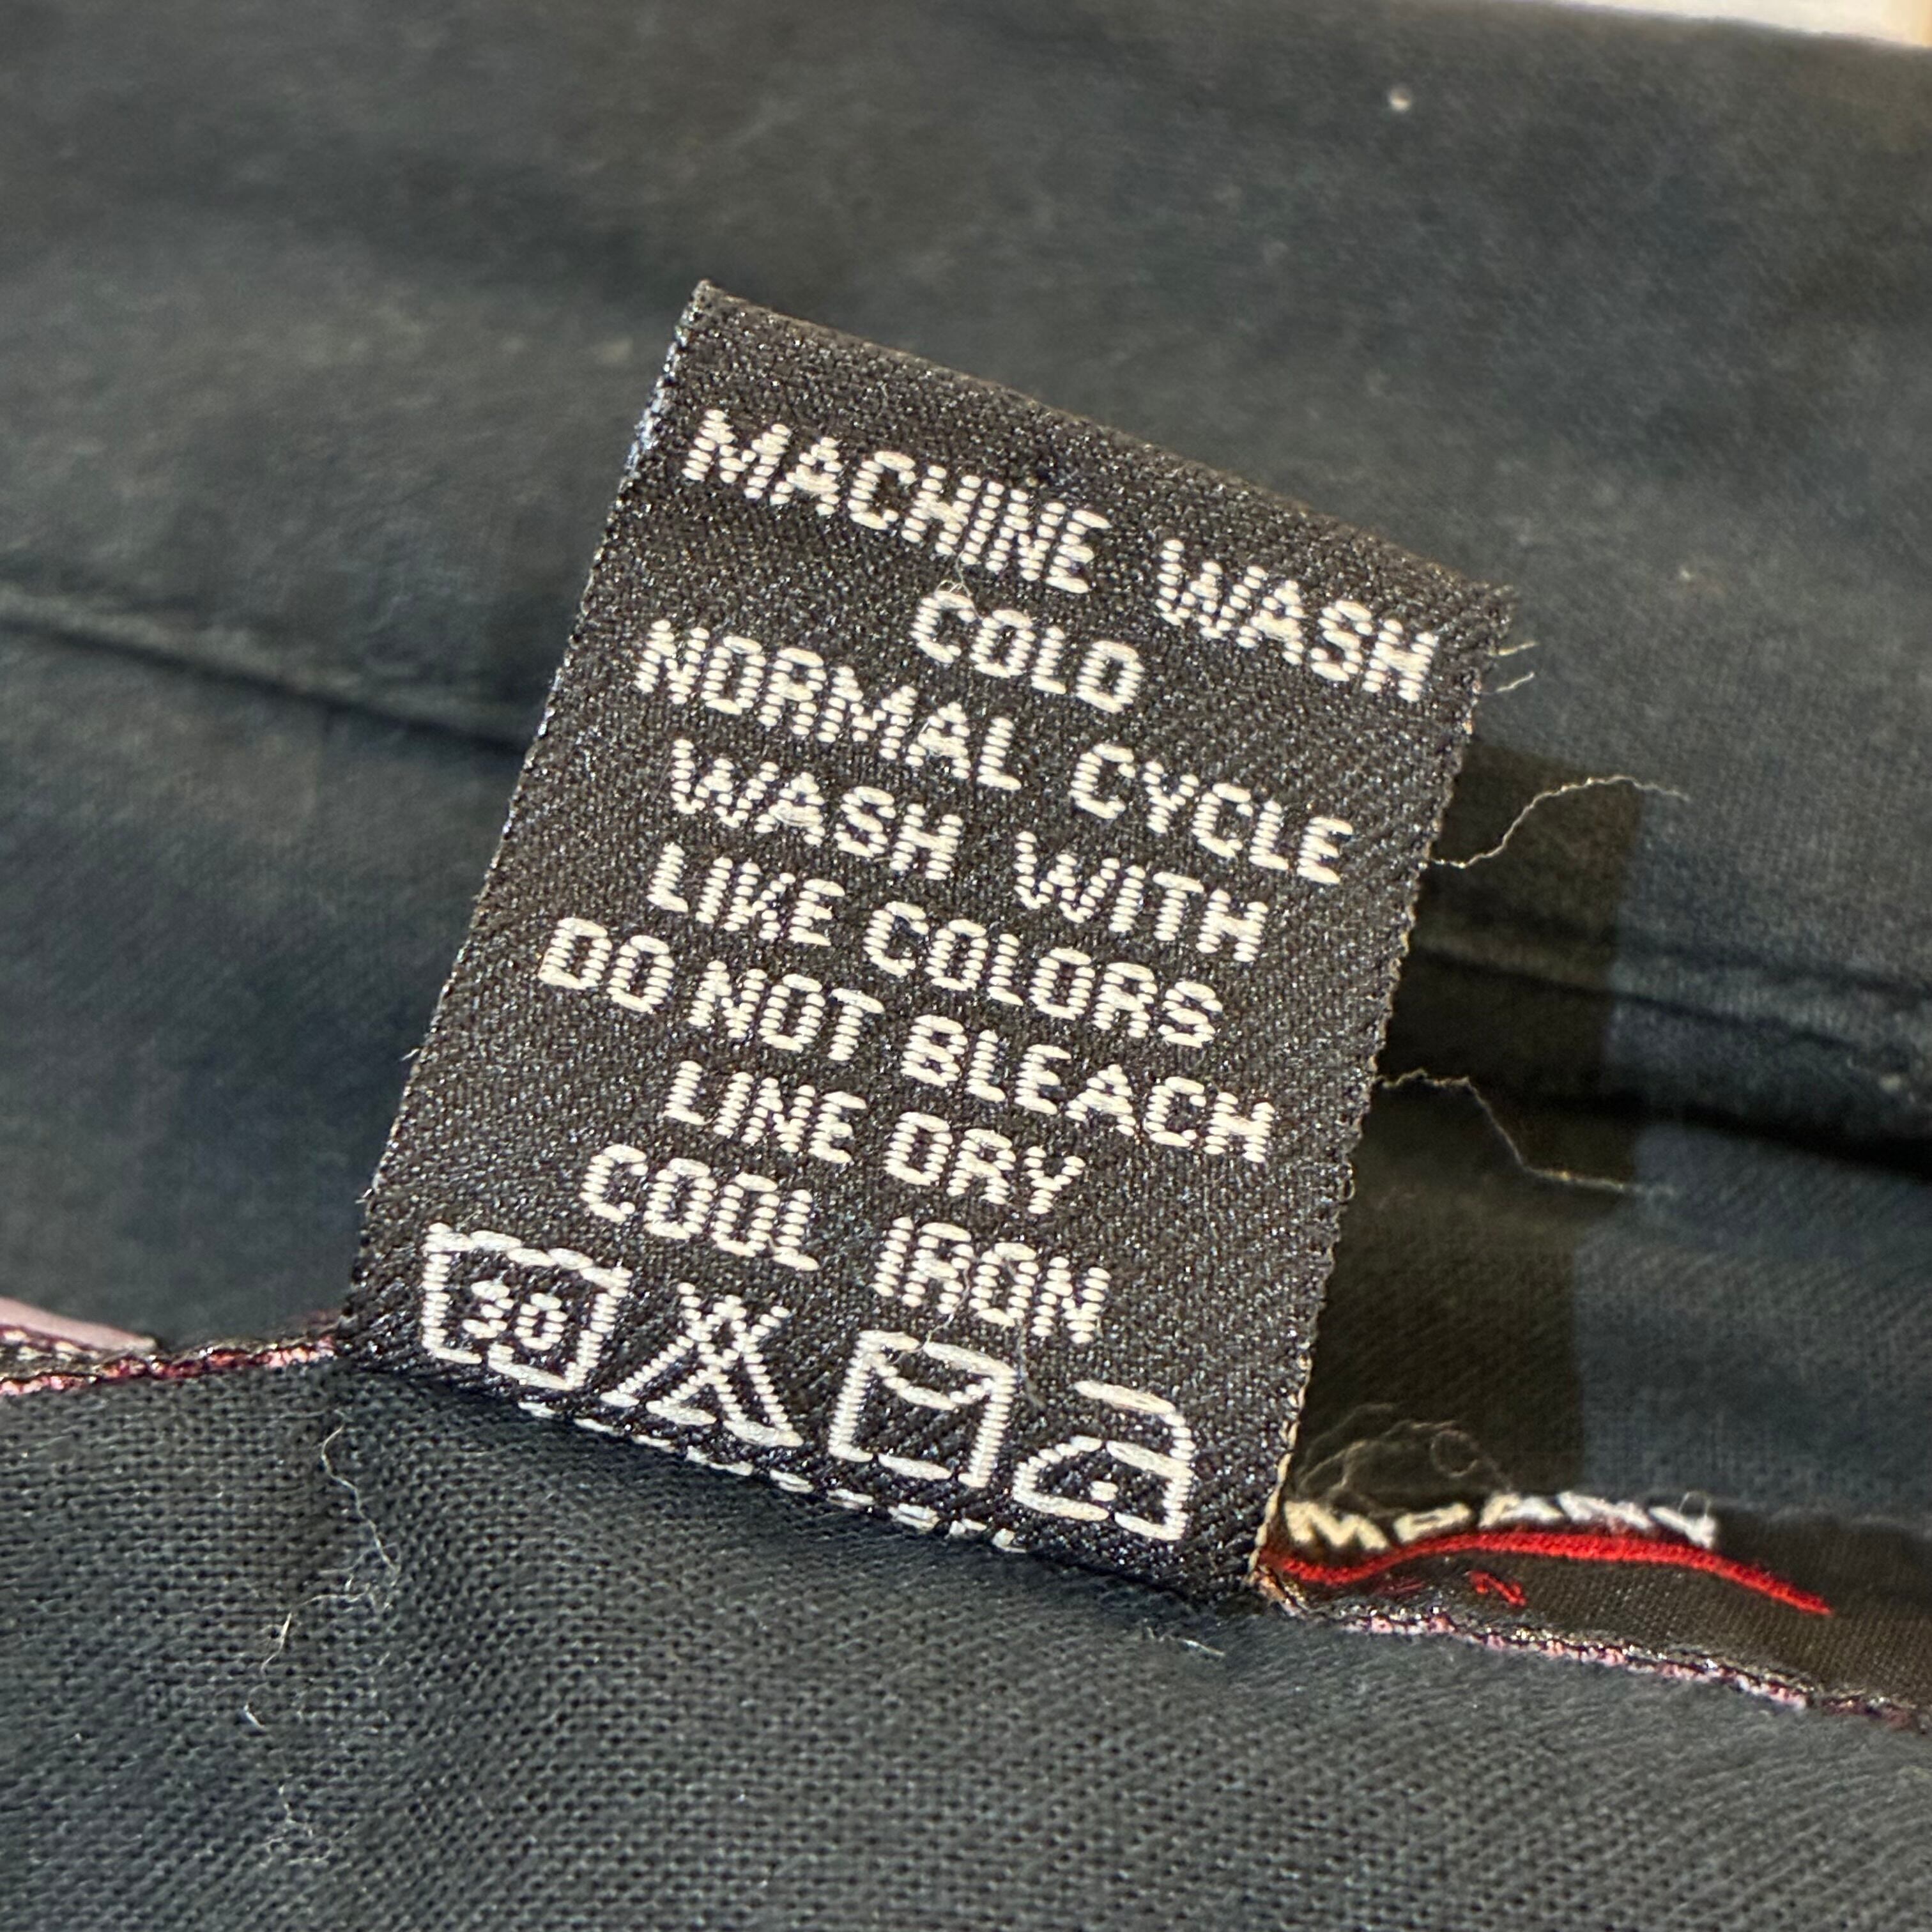 MACHINE WASH
COLD
NORMAL CYCLE
WASH WITH
LIKE COLORS
DO NOT BLEACH
LINE DRY
COOL IRON
30